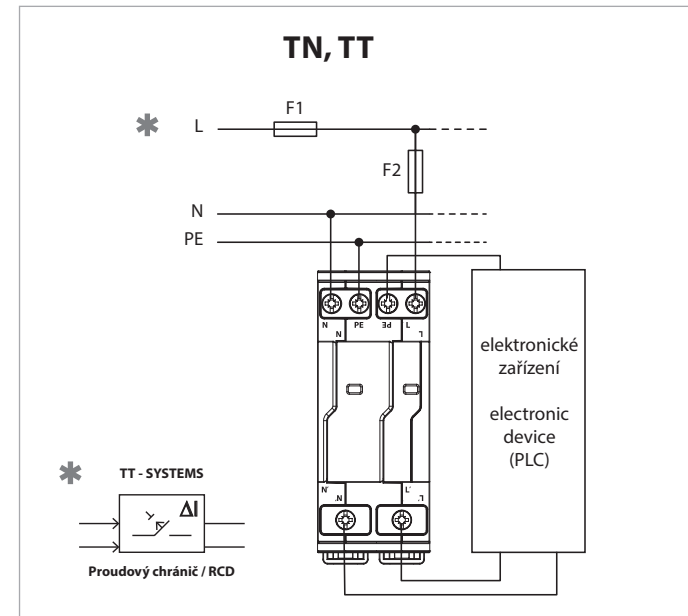 TN, TT
F1
✱ L
F2
N
PE
N PE PE L
N L
elektronické
zařízení
electronic
device
(PLC)
N' L'
N' L'
✱ TT - SYSTEMS
ΔI
Proudový chránič / RCD